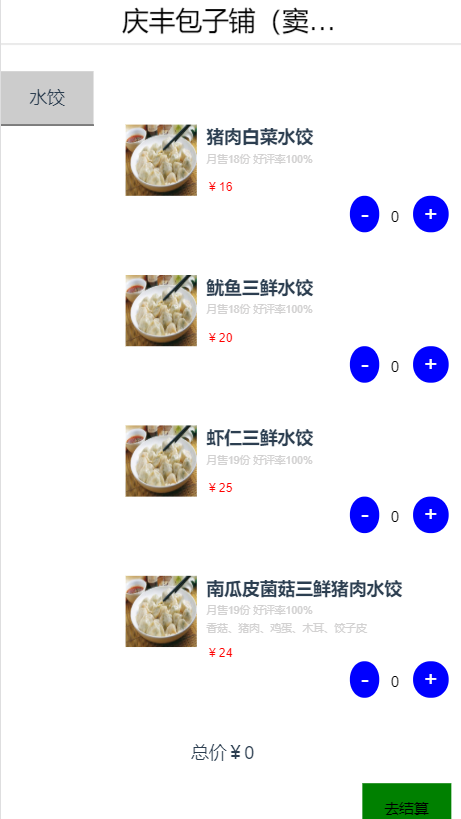 庆丰包子铺（窦...
水饺
猪肉白菜水饺
月售18份 好评率100%
¥ 16
- 0 +
鱿鱼三鲜水饺
月售18份 好评率100%
¥ 20
- 0 +
虾仁三鲜水饺
月售19份 好评率100%
¥ 25
- 0 +
南瓜皮菌菇三鲜猪肉水饺
月售19份 好评率100%
香菇、猪肉、鸡蛋、木耳、饺子皮
¥ 24
- 0 +
总价 ¥ 0
去结算